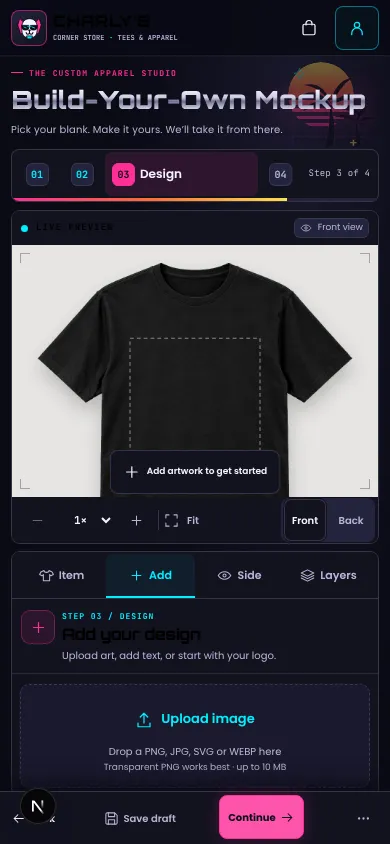 CHARLY'S
CORNER STORE · TEES & APPAREL
THE CUSTOM APPAREL STUDIO
Build-Your-Own Mockup
Pick your blank. Make it yours. We'll take it from there.
01 02 03 Design 04 Step 3 of 4
LIVE PREVIEW Front view
Add artwork to get started
1× Fit Front Back
Item Add Side Layers
STEP 03 / DESIGN
Add your design
Upload art, add text, or start with your logo.
Upload image
Drop a PNG, JPG, SVG or WEBP here
Transparent PNG works best · up to 10 MB
N Save draft Continue